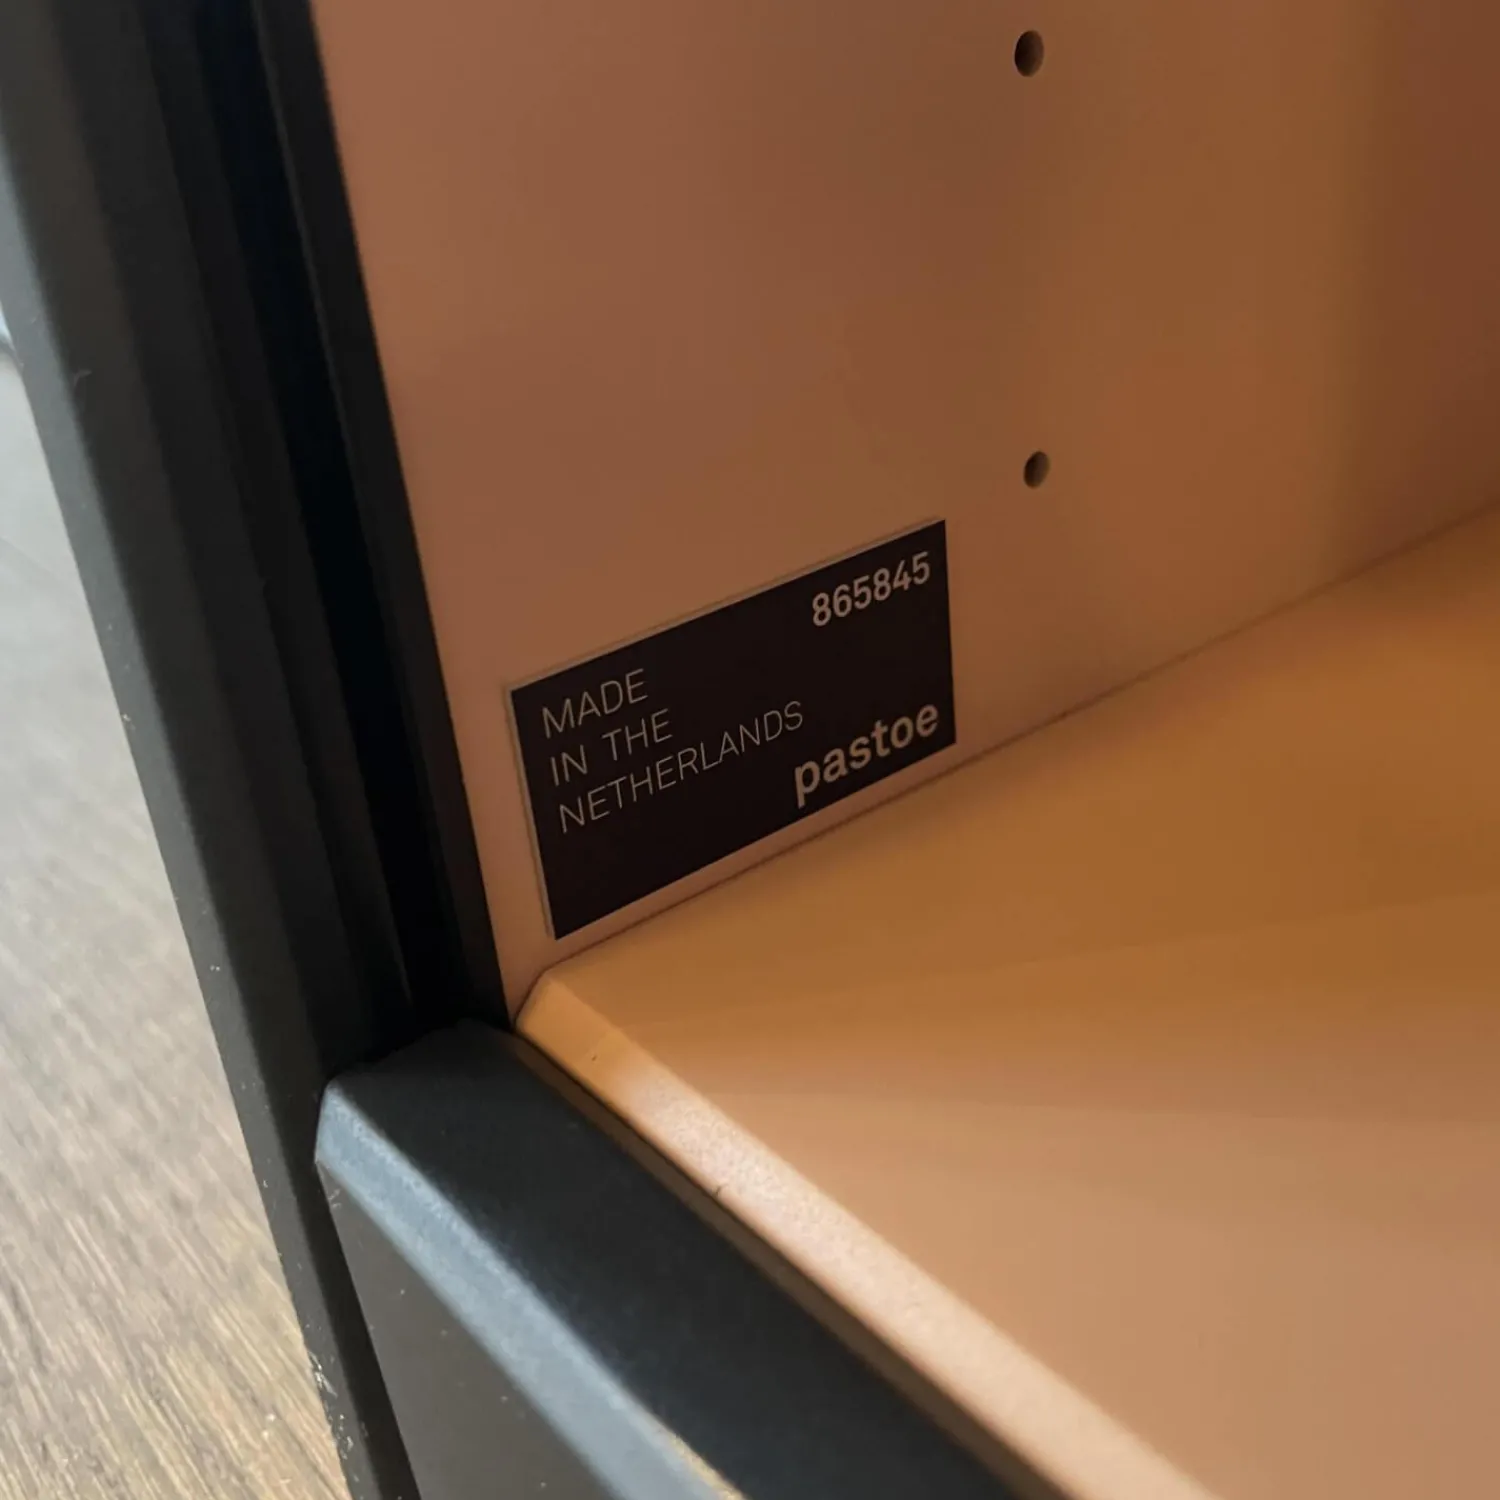 865845
MADE
IN THE
NETHERLANDS
pastoe